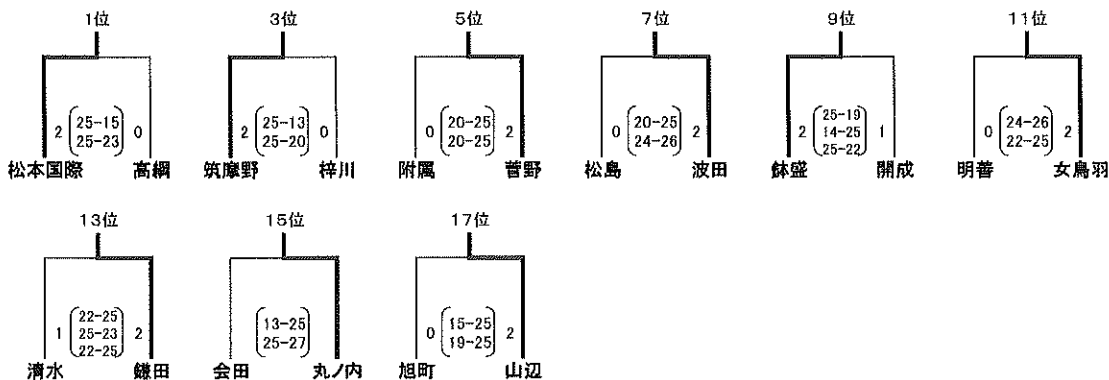 1位
2 25-15 0
25-23
松本国際 高綱
3位
2 25-13 0
25-20
筑摩野 梓川
5位
0 20-25 2
20-25
附属 菅野
7位
0 20-25 2
24-26
松島 波田
9位
25-19
2 14-25 1
25-22
鉢盛 開成
11位
0 24-26 2
22-25
明善 女鳥羽
13位
22-25
1 25-23 2
22-25
清水 鎌田
15位
13-25
25-27
会田 丸ノ内
17位
0 15-25 2
19-25
旭町 山辺